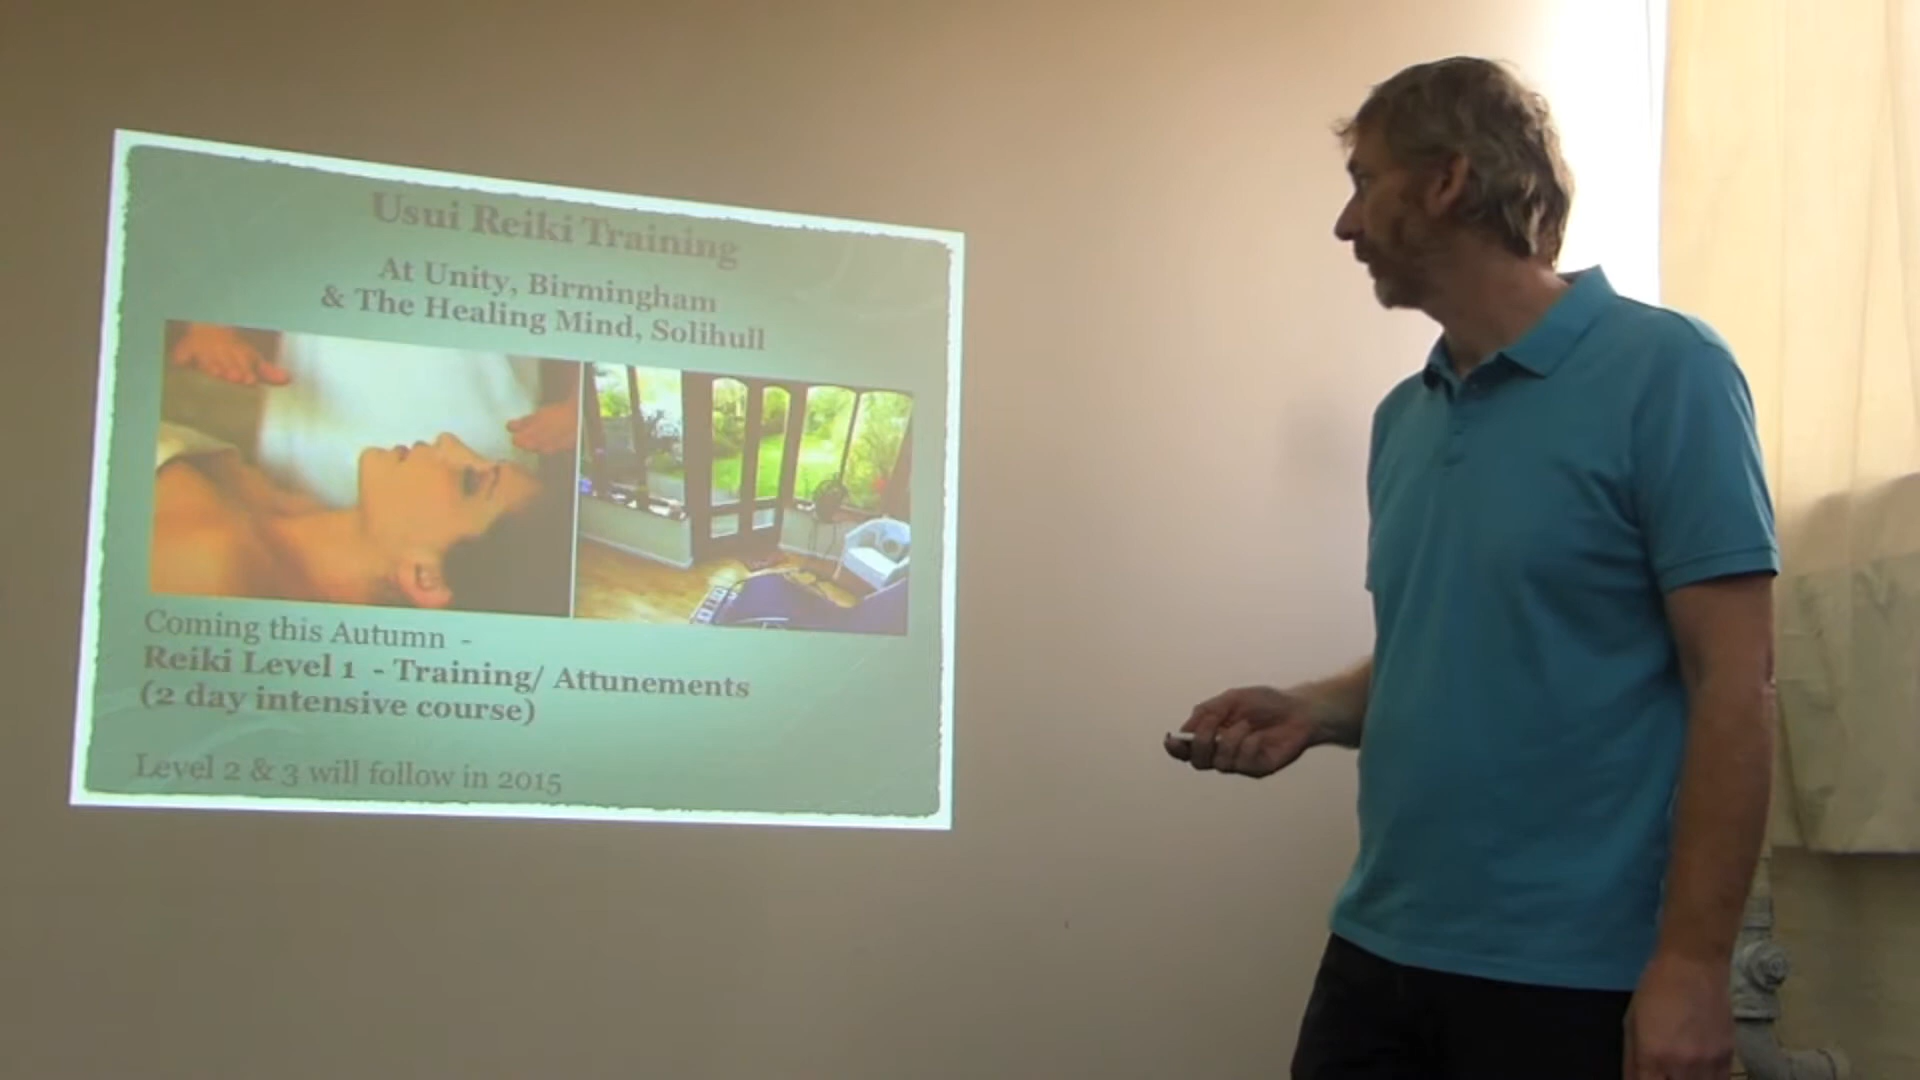 Usui Reiki Training
At Unity, Birmingham
& The Healing Mind, Solihull
Coming this Autumn -
Reiki Level 1 - Training/ Attunements
(2 day intensive course)
Level 2 & 3 will follow in 2015